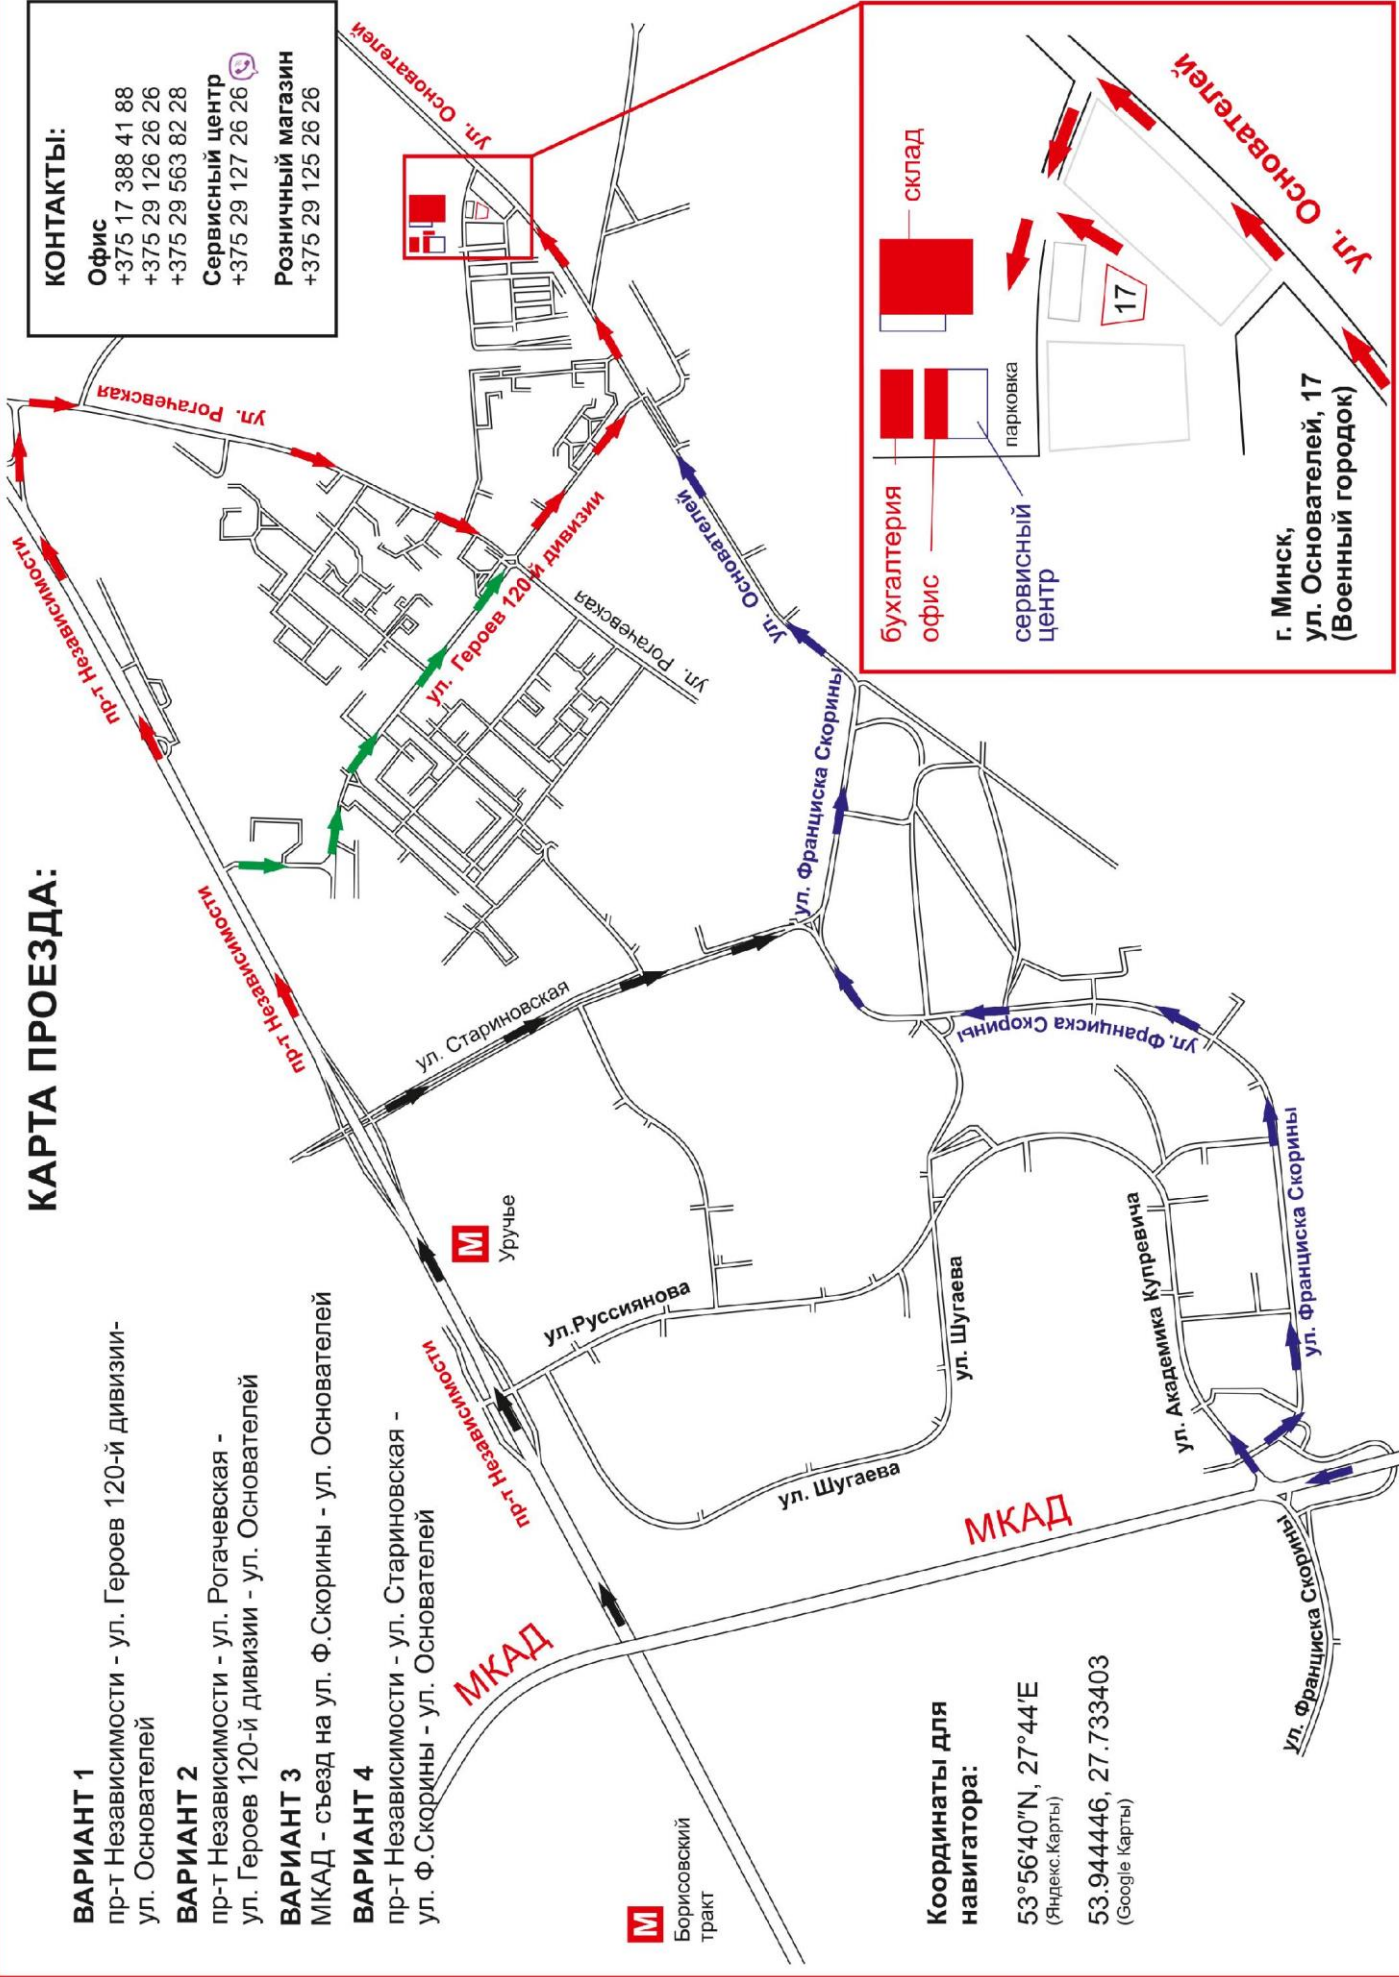 КАРТА ПРОЕЗДА:
ВАРИАНТ 1
пр-т Независимости - ул. Героев 120-й дивизии-
ул. Основателей
ВАРИАНТ 2
пр-т Независимости - ул. Рогачевская -
ул. Героев 120-й дивизии - ул. Основателей
ВАРИАНТ 3
МКАД - съезд на ул. Ф.Скорины - ул. Основателей
ВАРИАНТ 4
пр-т Независимости - ул. Стариновская -
ул. Ф.Скорины - ул. Основателей
КОНТАКТЫ:
Офис
+375 17 388 41 88
+375 29 126 26 26
+375 29 563 82 28
Сервисный центр
+375 29 127 26 26
Розничный магазин
+375 29 125 26 26
пр-т Независимости
пр-т Независимости
пр-т Независимости
ул. Рогачевская
ул. Основателей
ул. Героев 120-й дивизии
ул. Рогачевская
ул. Стариновская
М
Уручье
ул.Руссиянова
МКАД
М
Борисовский
тракт
ул. Шугаева
ул. Шугаева
МКАД
ул. Основателей
ул. Франциска Скорины
ул. Франциска Скорины
ул. Академика Купревича
ул. Франциска Скорины
ул. Франциска Скорины
Координаты для
навигатора:
53°56'40"N, 27°44'E
(Яндекс.Карты)
53.944446, 27.733403
(Google Карты)
склад
бухгалтерия
офис
сервисный
центр
парковка
17
ул. Основателей
г. Минск,
ул. Основателей, 17
(Военный городок)